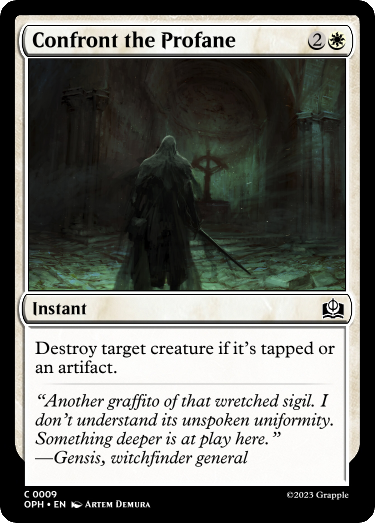 Confront the Profane 2
Instant
Destroy target creature if it's tapped or
an artifact.
“Another graffito of that wretched sigil. I
don't understand its unspoken uniformity.
Something deeper is at play here.”
—Gensis, witchfinder general
C 0009
OPH • EN ARTEM DEMURA
©2023 Grapple